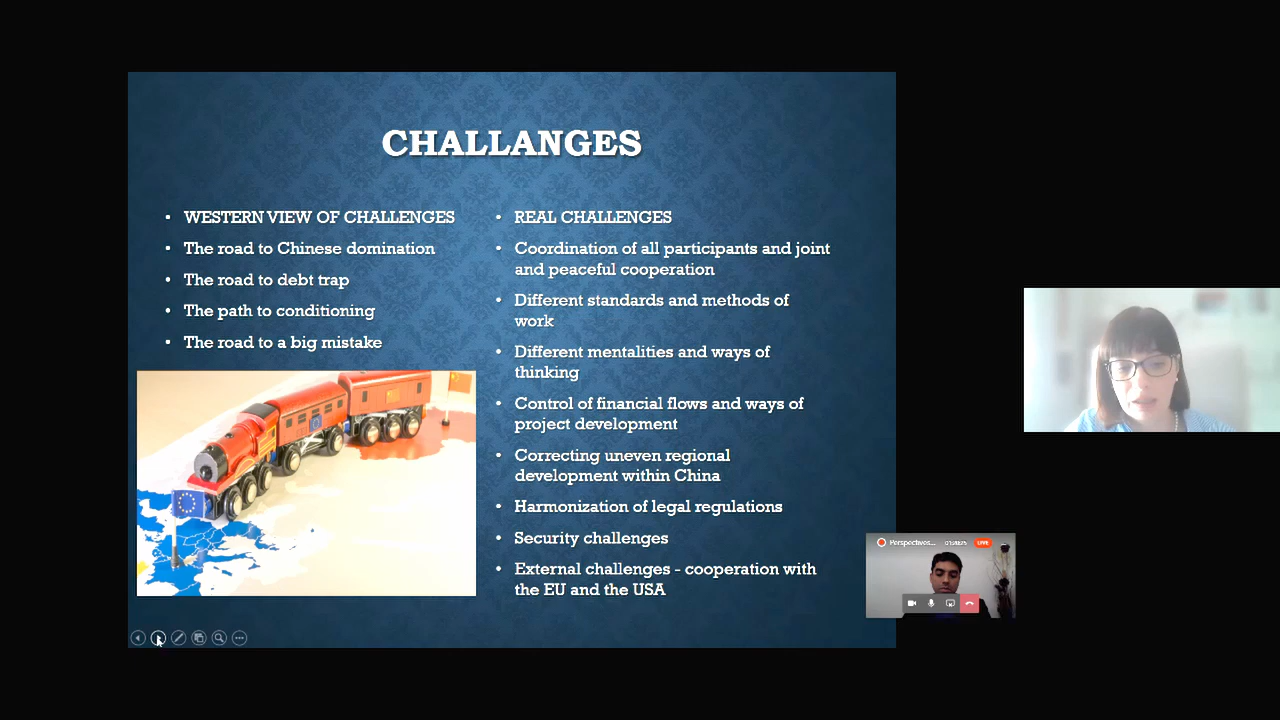 CHALLANGES
• WESTERN VIEW OF CHALLENGES
• The road to Chinese domination
• The road to debt trap
• The path to conditioning
• The road to a big mistake
• REAL CHALLENGES
• Coordination of all participants and joint
and peaceful cooperation
• Different standards and methods of
work
• Different mentalities and ways of
thinking
• Control of financial flows and ways of
project development
• Correcting uneven regional
development within China
• Harmonization of legal regulations
• Security challenges
• External challenges - cooperation with
the EU and the USA
Perspectives...
LIVE